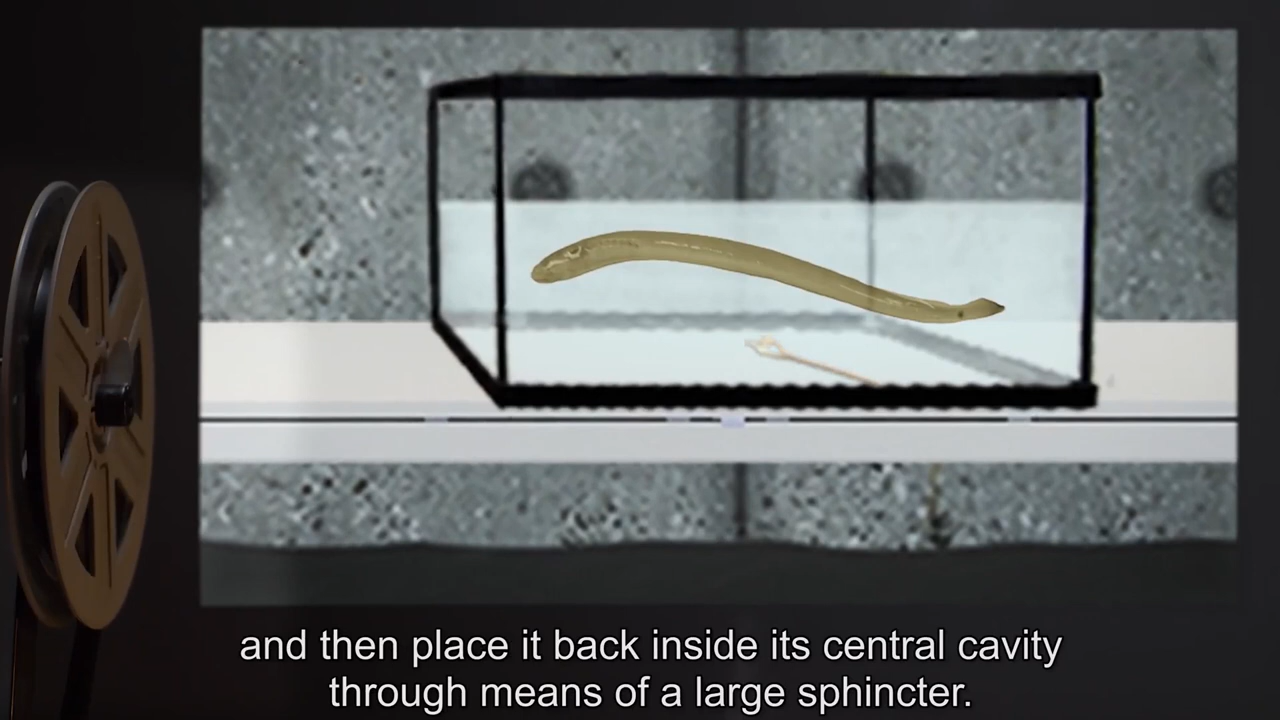 and then place it back inside its central cavity
through means of a large sphincter.